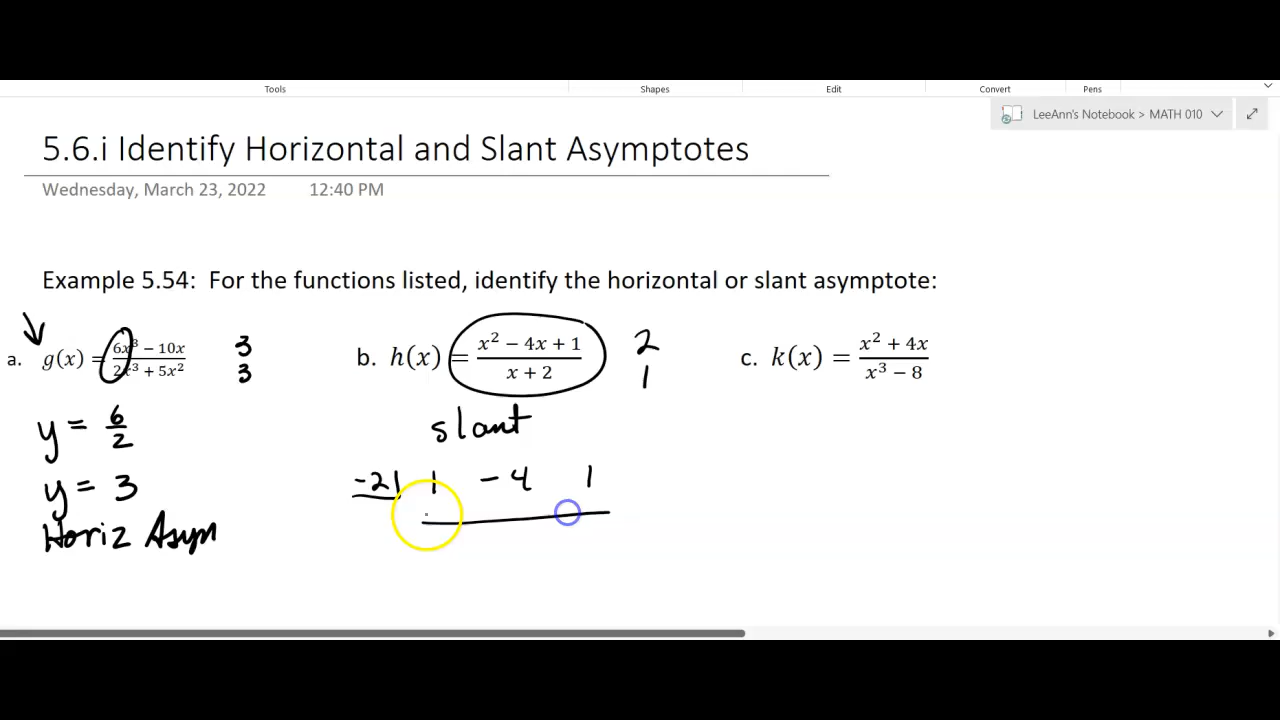 Tools Shapes Edit Convert Pens
LeeAnn's Notebook > MATH 010
5.6.i Identify Horizontal and Slant Asymptotes
Wednesday, March 23, 2022 12:40 PM
Example 5.54: For the functions listed, identify the horizontal or slant asymptote:
a. g(x) = (6x³ − 10x)/(2x³ + 5x²) 3 3
b. h(x) = (x² − 4x + 1)/(x + 2) 2 1
c. k(x) = (x² + 4x)/(x³ − 8)
y = 6/2
y = 3
Horiz Asym
slant
-2| 1 -4 1